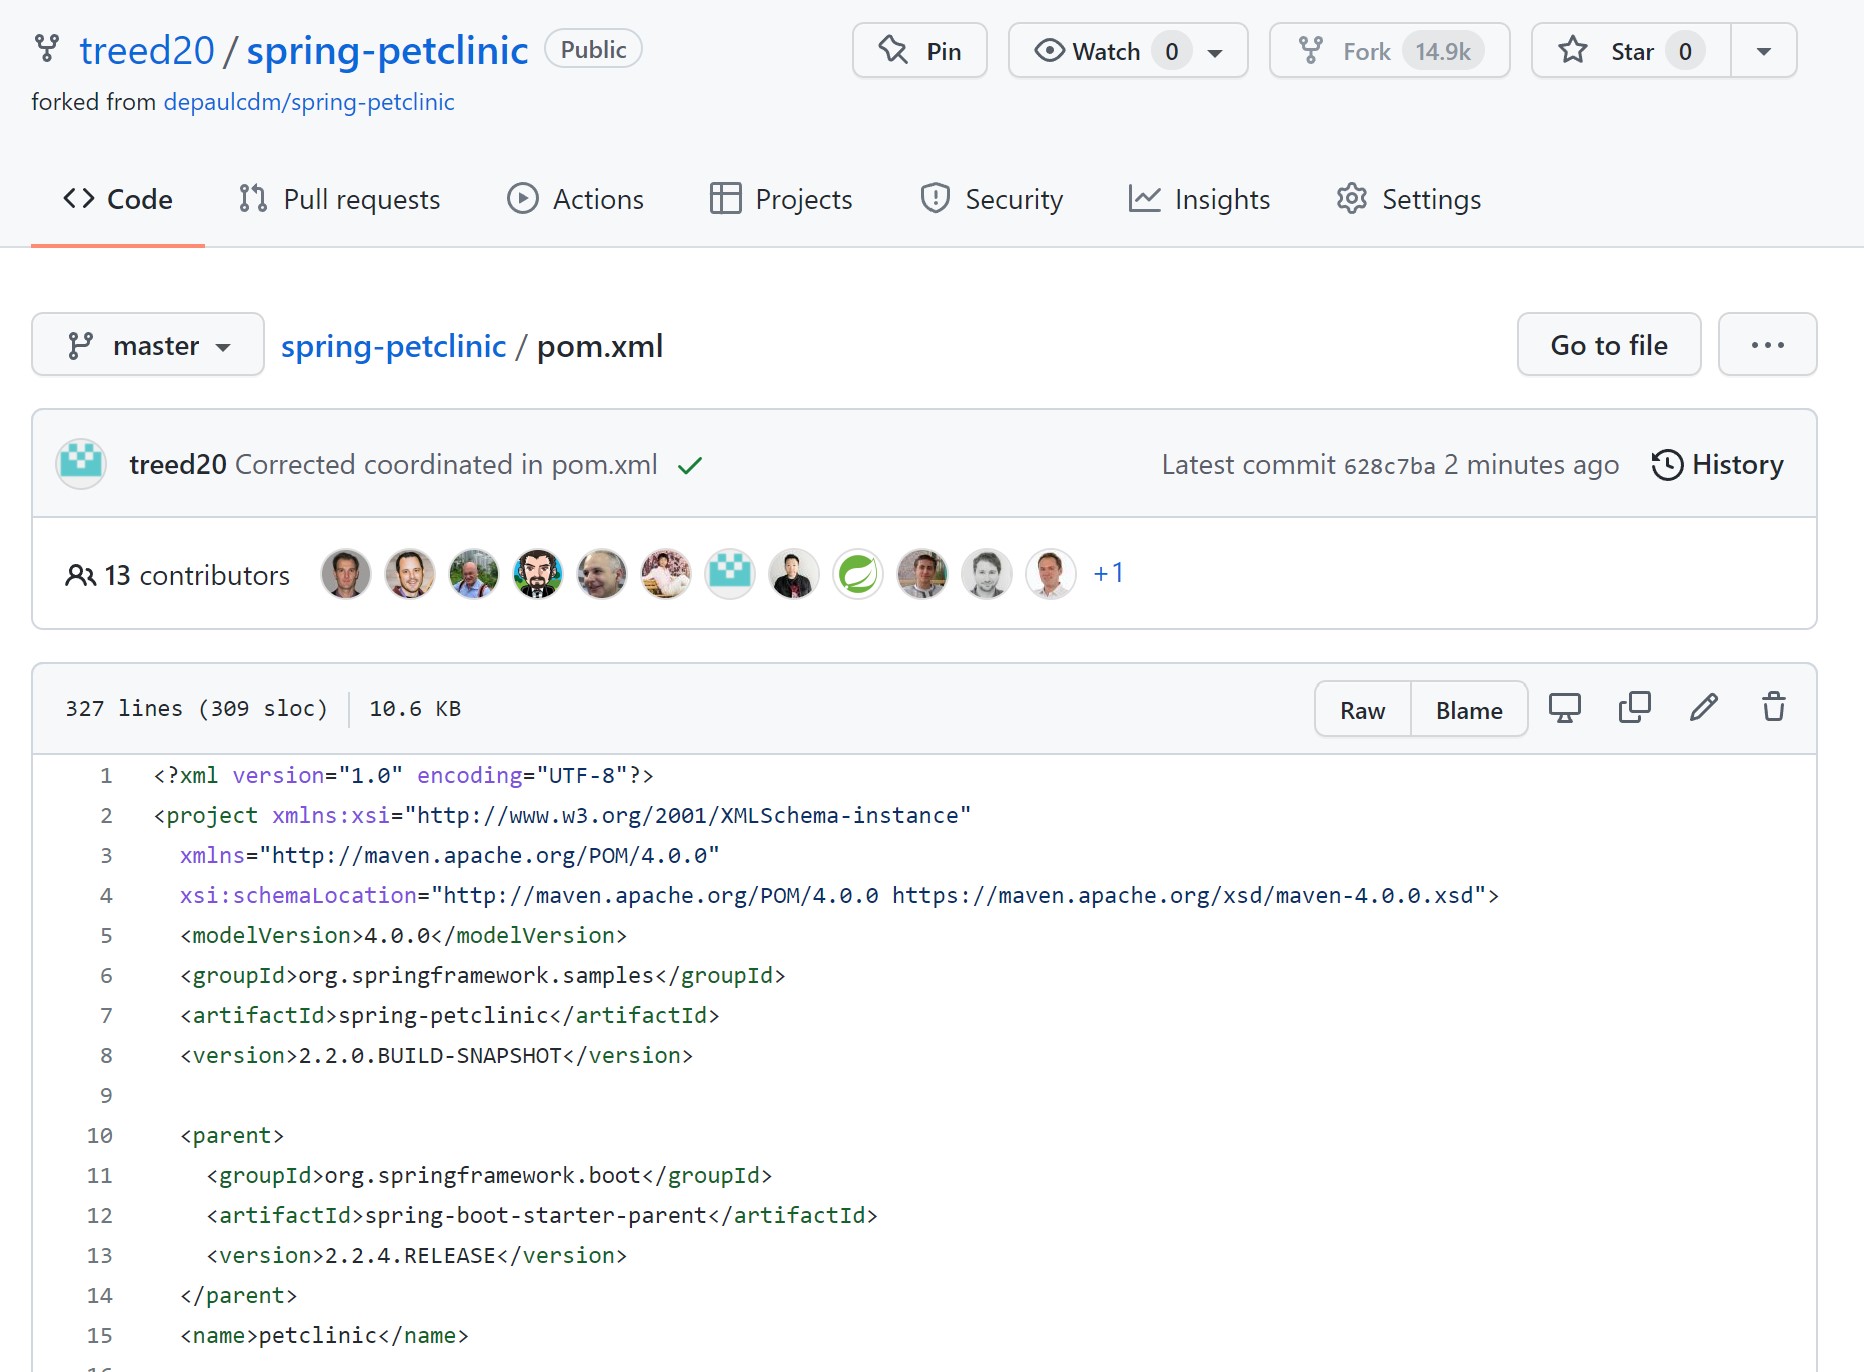 treed20 / spring-petclinic Public Pin Watch 0 Fork 14.9k Star 0
forked from depaulcdm/spring-petclinic
Code Pull requests Actions Projects Security Insights Settings
master spring-petclinic / pom.xml Go to file ...
treed20 Corrected coordinated in pom.xml Latest commit 628c7ba 2 minutes ago History
13 contributors +1
327 lines (309 sloc) 10.6 KB Raw Blame
1 <?xml version="1.0" encoding="UTF-8"?>
2 <project xmlns:xsi="http://www.w3.org/2001/XMLSchema-instance"
3 xmlns="http://maven.apache.org/POM/4.0.0"
4 xsi:schemaLocation="http://maven.apache.org/POM/4.0.0 https://maven.apache.org/xsd/maven-4.0.0.xsd">
5 <modelVersion>4.0.0</modelVersion>
6 <groupId>org.springframework.samples</groupId>
7 <artifactId>spring-petclinic</artifactId>
8 <version>2.2.0.BUILD-SNAPSHOT</version>
9
10 <parent>
11 <groupId>org.springframework.boot</groupId>
12 <artifactId>spring-boot-starter-parent</artifactId>
13 <version>2.2.4.RELEASE</version>
14 </parent>
15 <name>petclinic</name>